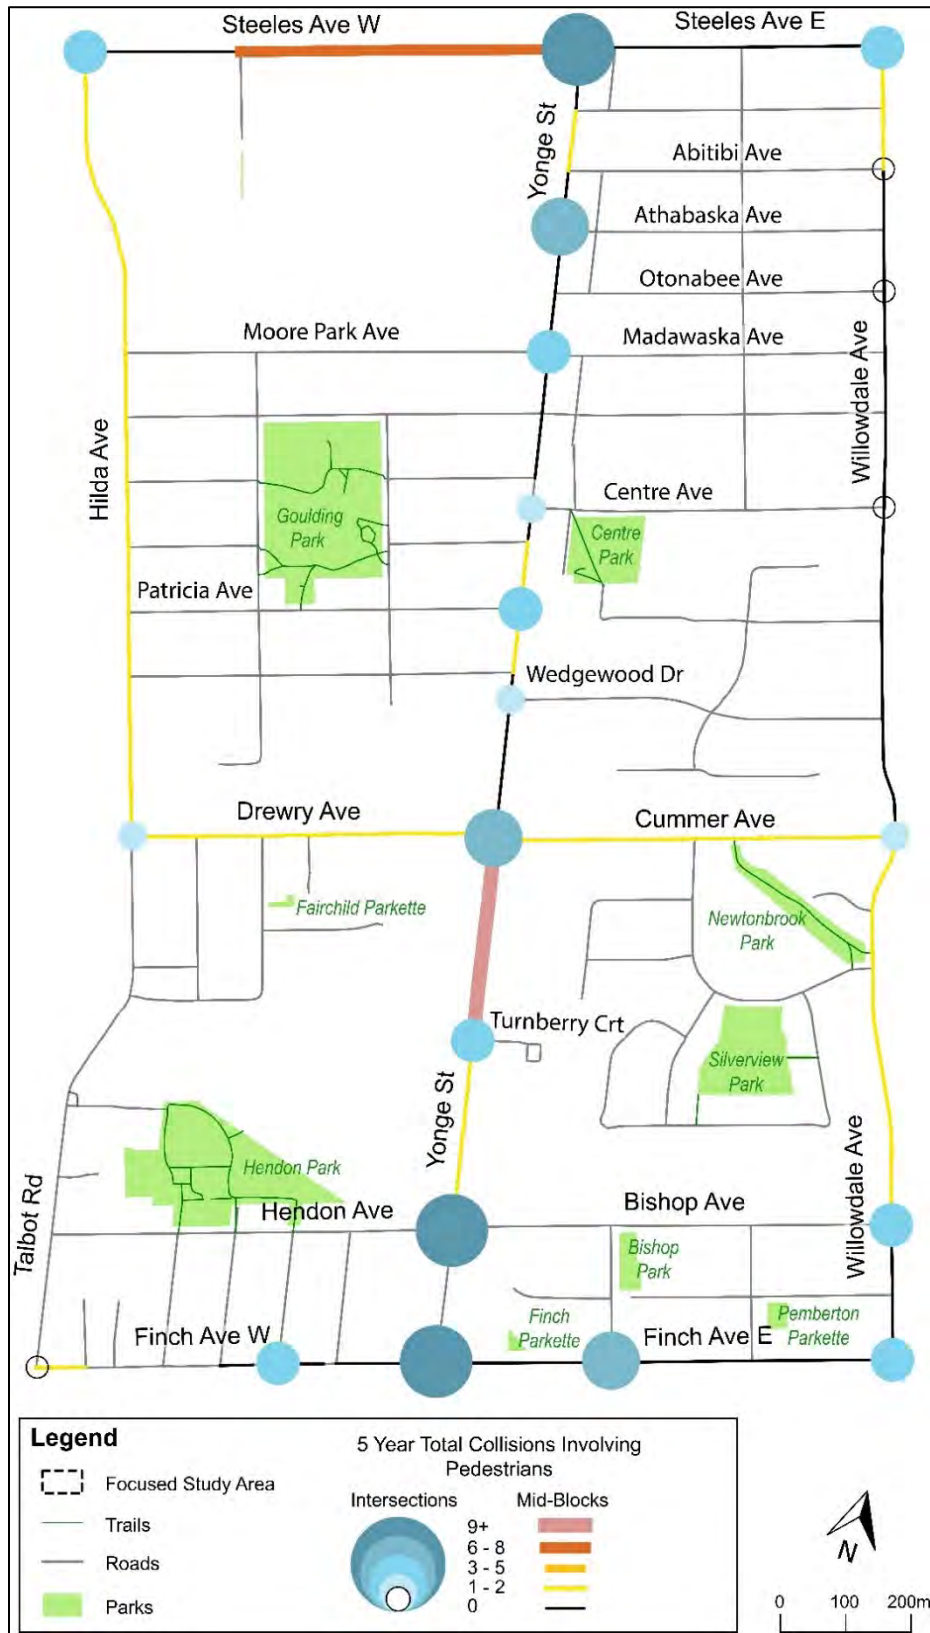 Steeles Ave W
Steeles Ave E
Yonge St
Abitibi Ave
Athabaska Ave
Otonabee Ave
Moore Park Ave
Madawaska Ave
Hilda Ave
Willowdale Ave
Centre Ave
Goulding
Park
Centre
Park
Patricia Ave
Wedgewood Dr
Drewry Ave
Cummer Ave
Fairchild Parkette
Newtonbrook
Park
Turnberry Crt
Silverview
Park
Yonge St
Hendon Park
Willowdale Ave
Talbot Rd
Hendon Ave
Bishop Ave
Bishop
Park
Finch Ave W
Finch
Parkette
Finch Ave E
Pemberton
Parkette
Legend
Focused Study Area
Trails
Roads
Parks
5 Year Total Collisions Involving
Pedestrians
Intersections
Mid-Blocks
9+
6 - 8
3 - 5
1 - 2
0
N
0 100 200m